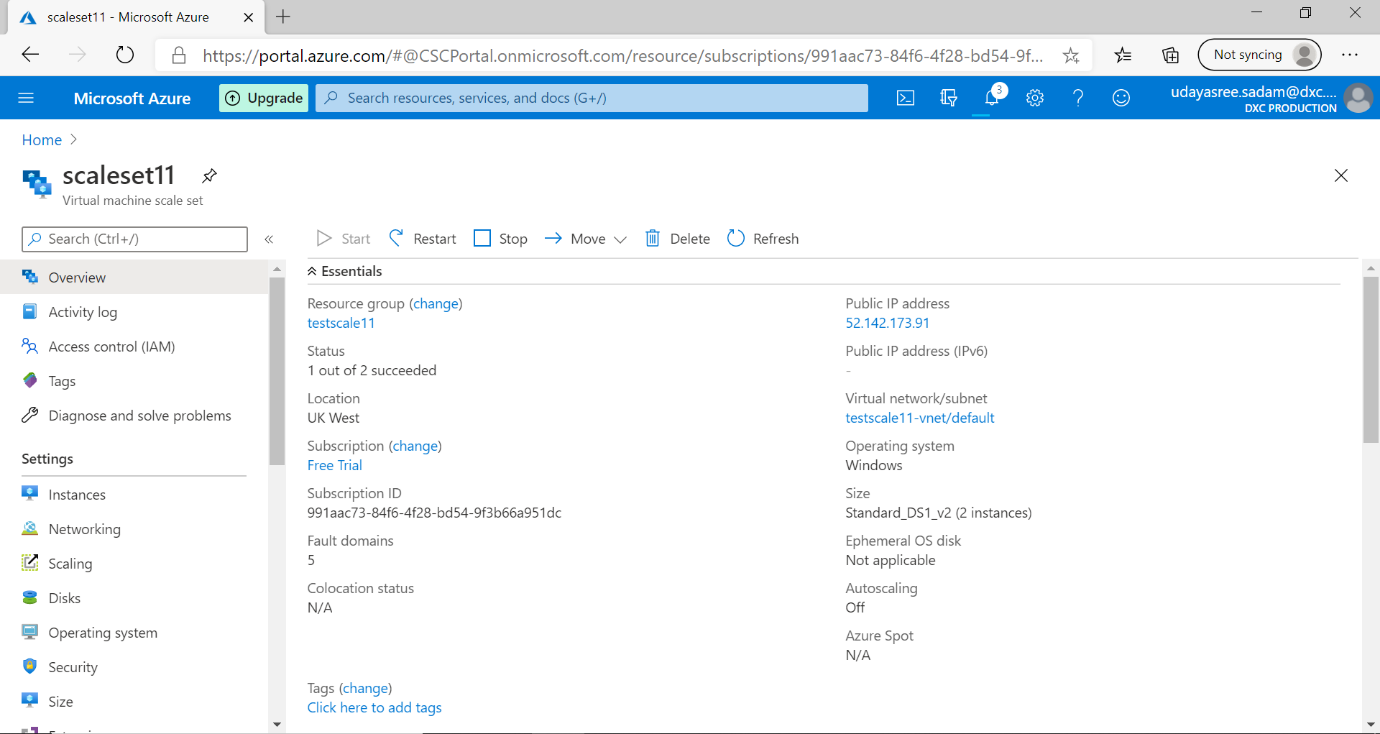 scaleset11 - Microsoft Azure
https://portal.azure.com/#@CSCPortal.onmicrosoft.com/resource/subscriptions/991aac73-84f6-4f28-bd54-9f...
Not syncing
Microsoft Azure
Upgrade
Search resources, services, and docs (G+/)
3
udayasree.sadam@dxc....
DXC PRODUCTION
Home
scaleset11
Virtual machine scale set
Search (Ctrl+/)
Start
Restart
Stop
Move
Delete
Refresh
Overview
Activity log
Access control (IAM)
Tags
Diagnose and solve problems
Settings
Instances
Networking
Scaling
Disks
Operating system
Security
Size
Essentials
Resource group (change)
testscale11
Status
1 out of 2 succeeded
Location
UK West
Subscription (change)
Free Trial
Subscription ID
991aac73-84f6-4f28-bd54-9f3b66a951dc
Fault domains
5
Colocation status
N/A
Public IP address
52.142.173.91
Public IP address (IPv6)
-
Virtual network/subnet
testscale11-vnet/default
Operating system
Windows
Size
Standard_DS1_v2 (2 instances)
Ephemeral OS disk
Not applicable
Autoscaling
Off
Azure Spot
N/A
Tags (change)
Click here to add tags